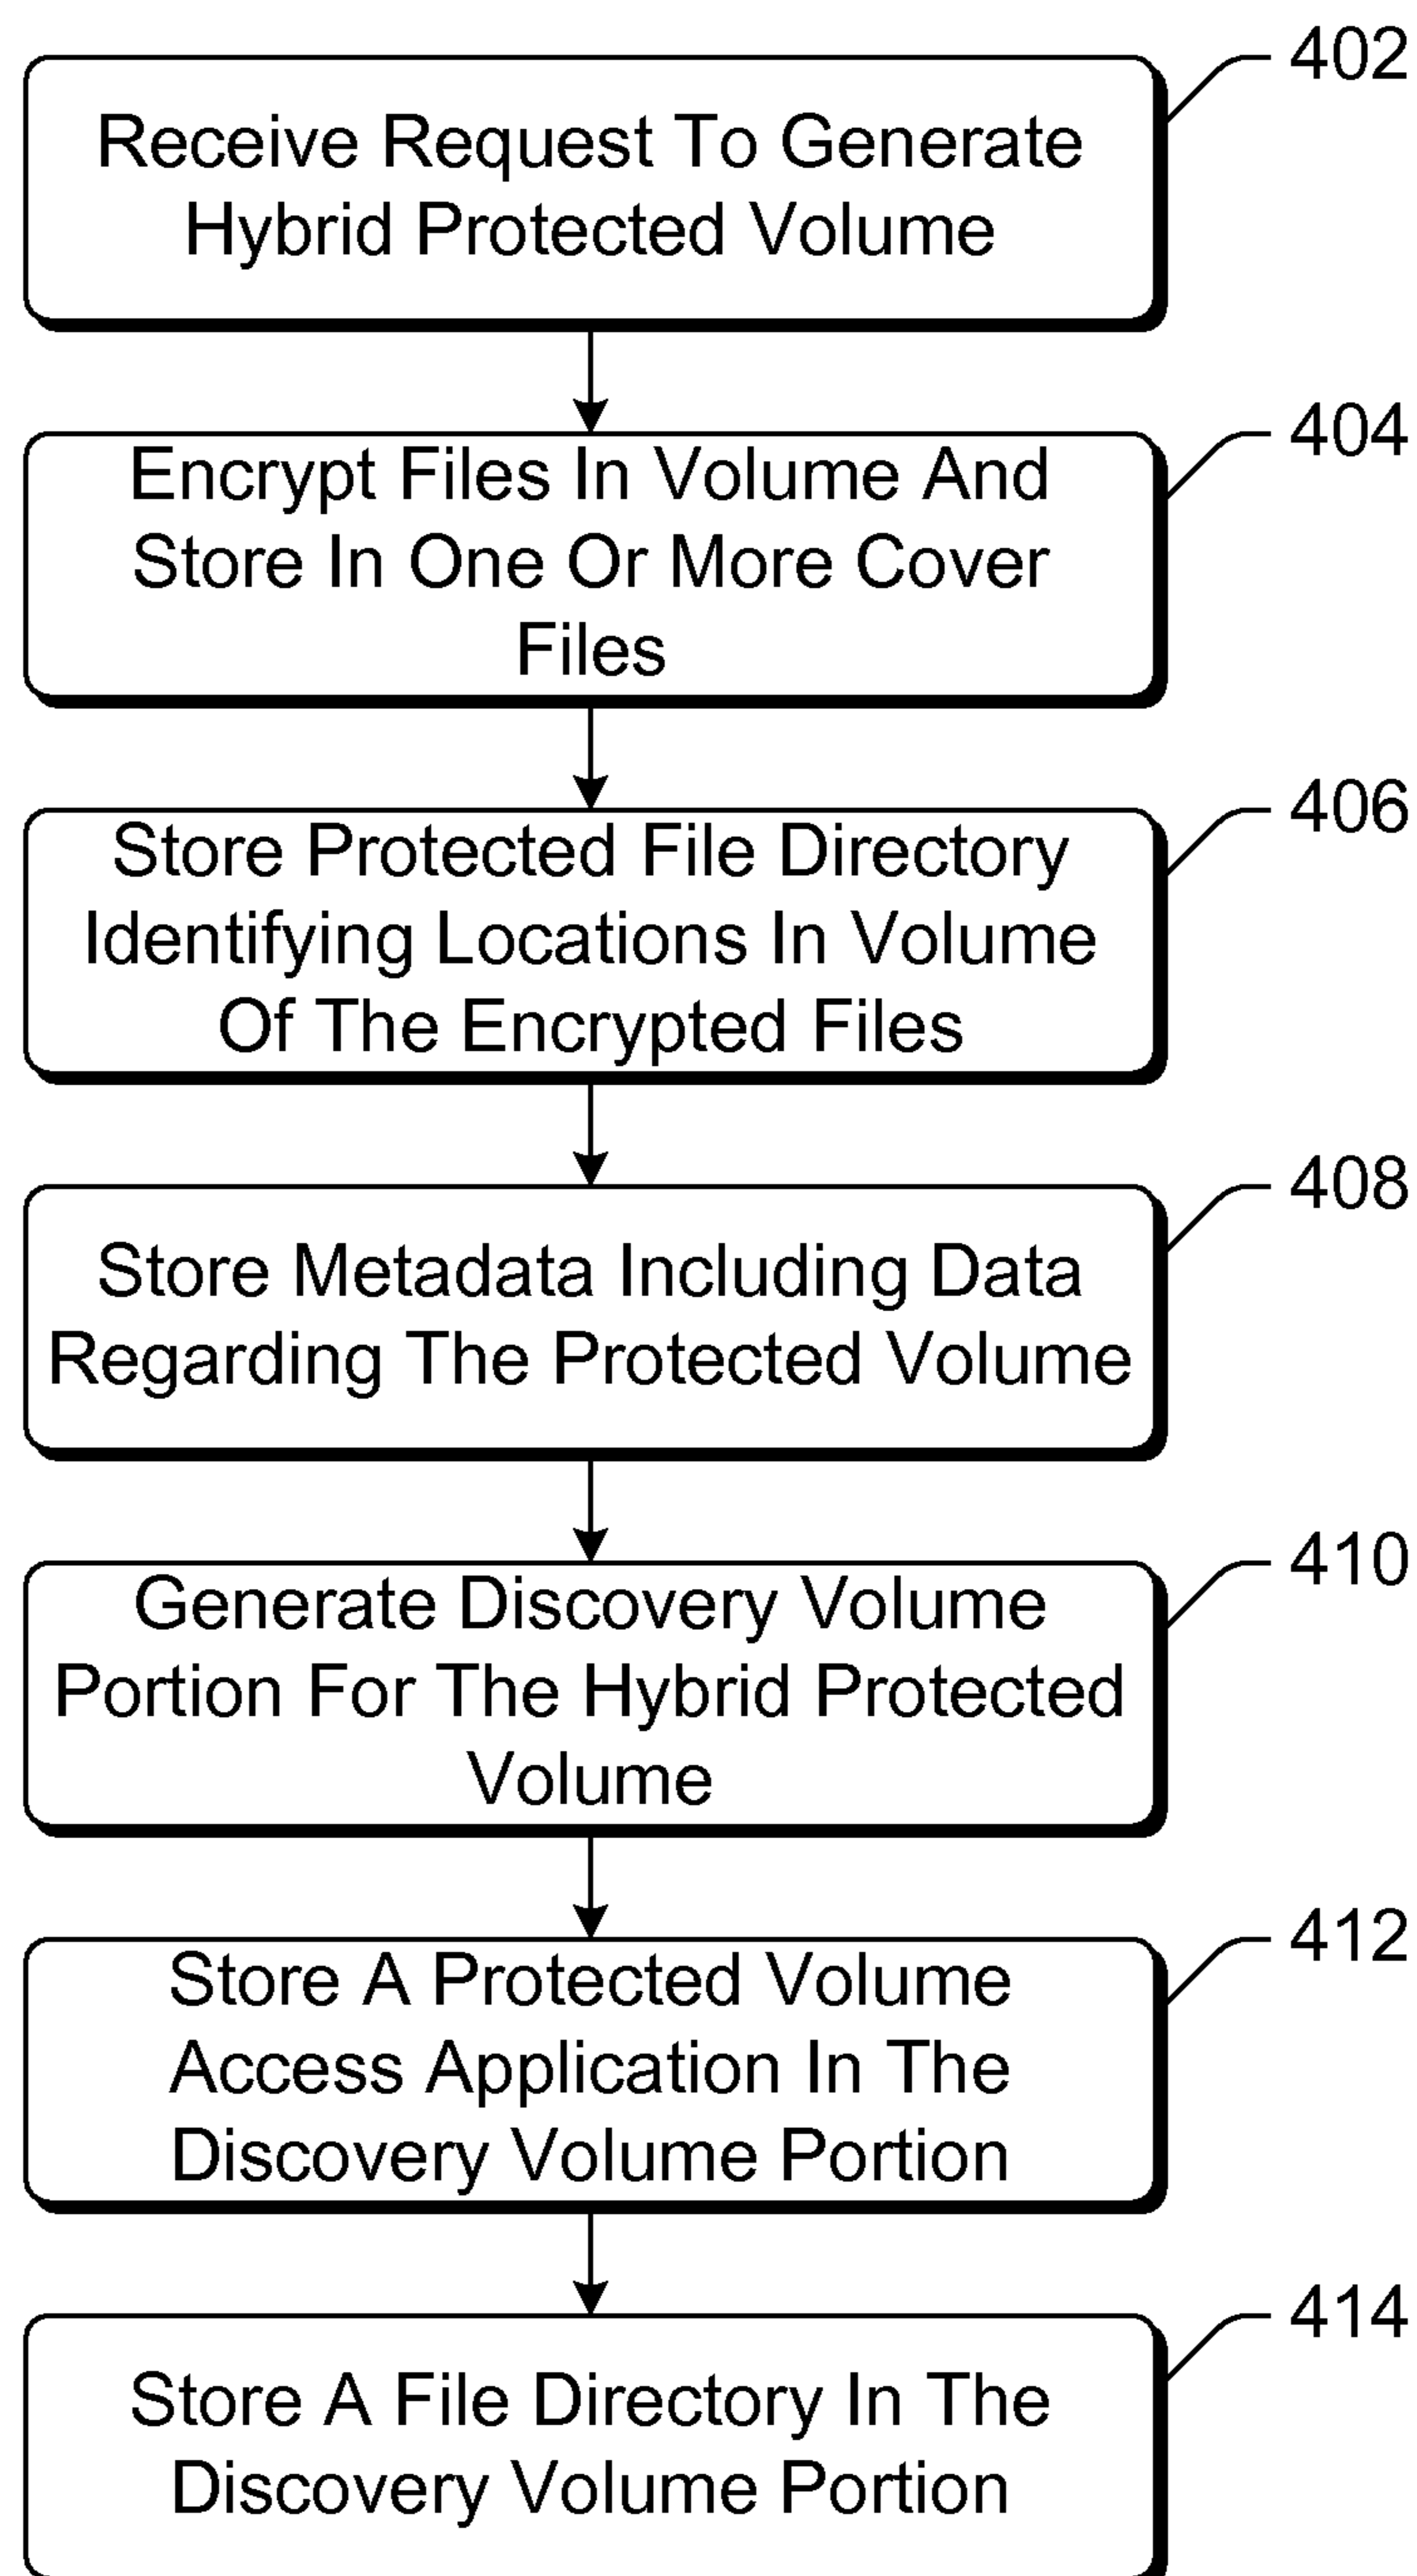 402
Receive Request To Generate
Hybrid Protected Volume
404
Encrypt Files In Volume And
Store In One Or More Cover
Files
406
Store Protected File Directory
Identifying Locations In Volume
Of The Encrypted Files
408
Store Metadata Including Data
Regarding The Protected Volume
410
Generate Discovery Volume
Portion For The Hybrid Protected
Volume
412
Store A Protected Volume
Access Application In The
Discovery Volume Portion
414
Store A File Directory In The
Discovery Volume Portion